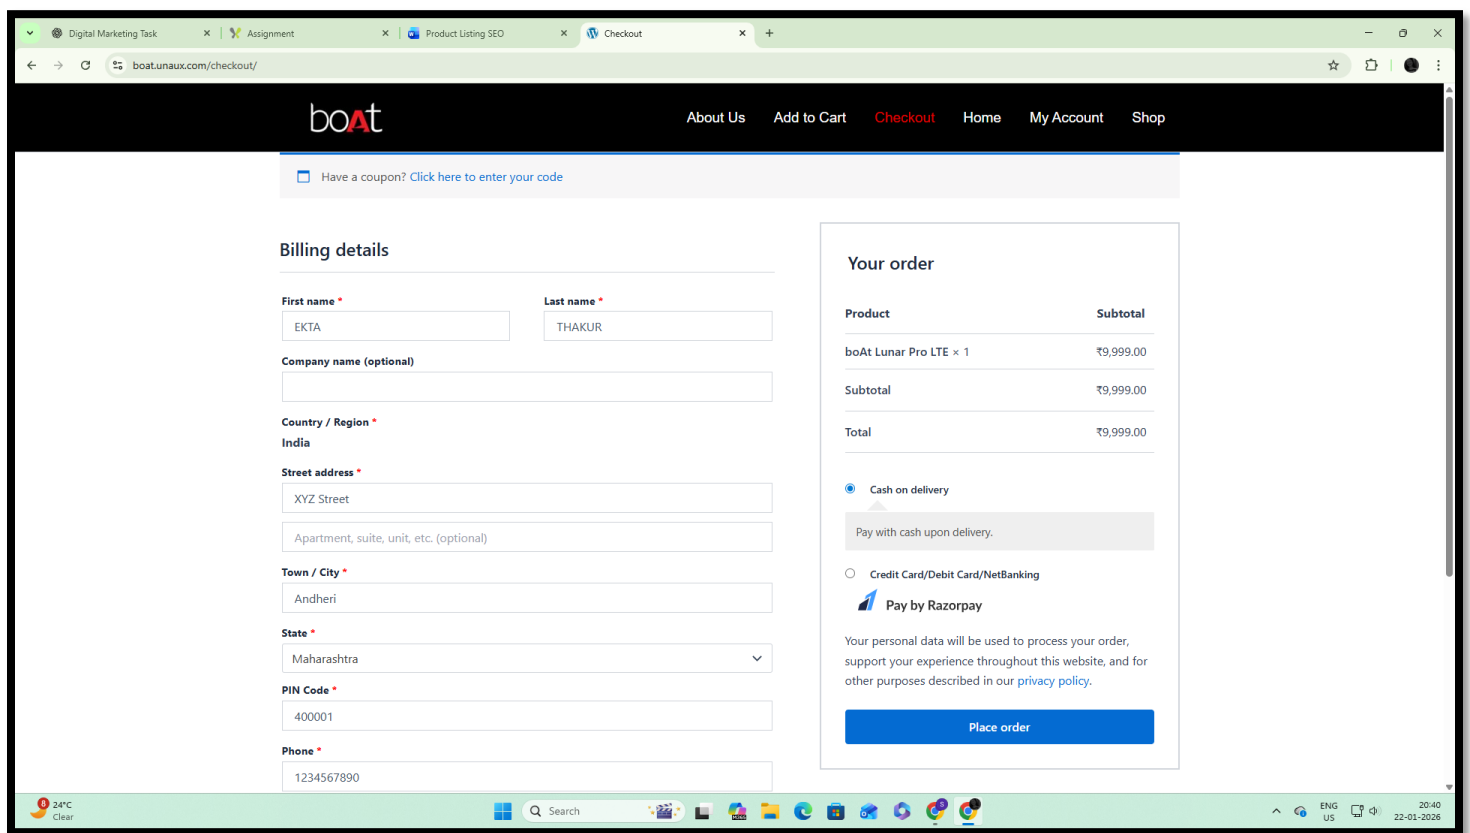 Digital Marketing Task
Assignment
Product Listing SEO
Checkout
boat.unaux.com/checkout/
boAt
About Us Add to Cart Checkout Home My Account Shop
Have a coupon? Click here to enter your code
Billing details
First name * Last name *
EKTA THAKUR
Company name (optional)
Country / Region *
India
Street address *
XYZ Street
Apartment, suite, unit, etc. (optional)
Town / City *
Andheri
State *
Maharashtra
PIN Code *
400001
Phone *
1234567890
Your order
Product Subtotal
boAt Lunar Pro LTE × 1 ₹9,999.00
Subtotal ₹9,999.00
Total ₹9,999.00
Cash on delivery
Pay with cash upon delivery.
Credit Card/Debit Card/NetBanking
Pay by Razorpay
Your personal data will be used to process your order,
support your experience throughout this website, and for
other purposes described in our privacy policy.
Place order
8
24°C
Clear
Search
S
ENG
US
20:40
22-01-2026